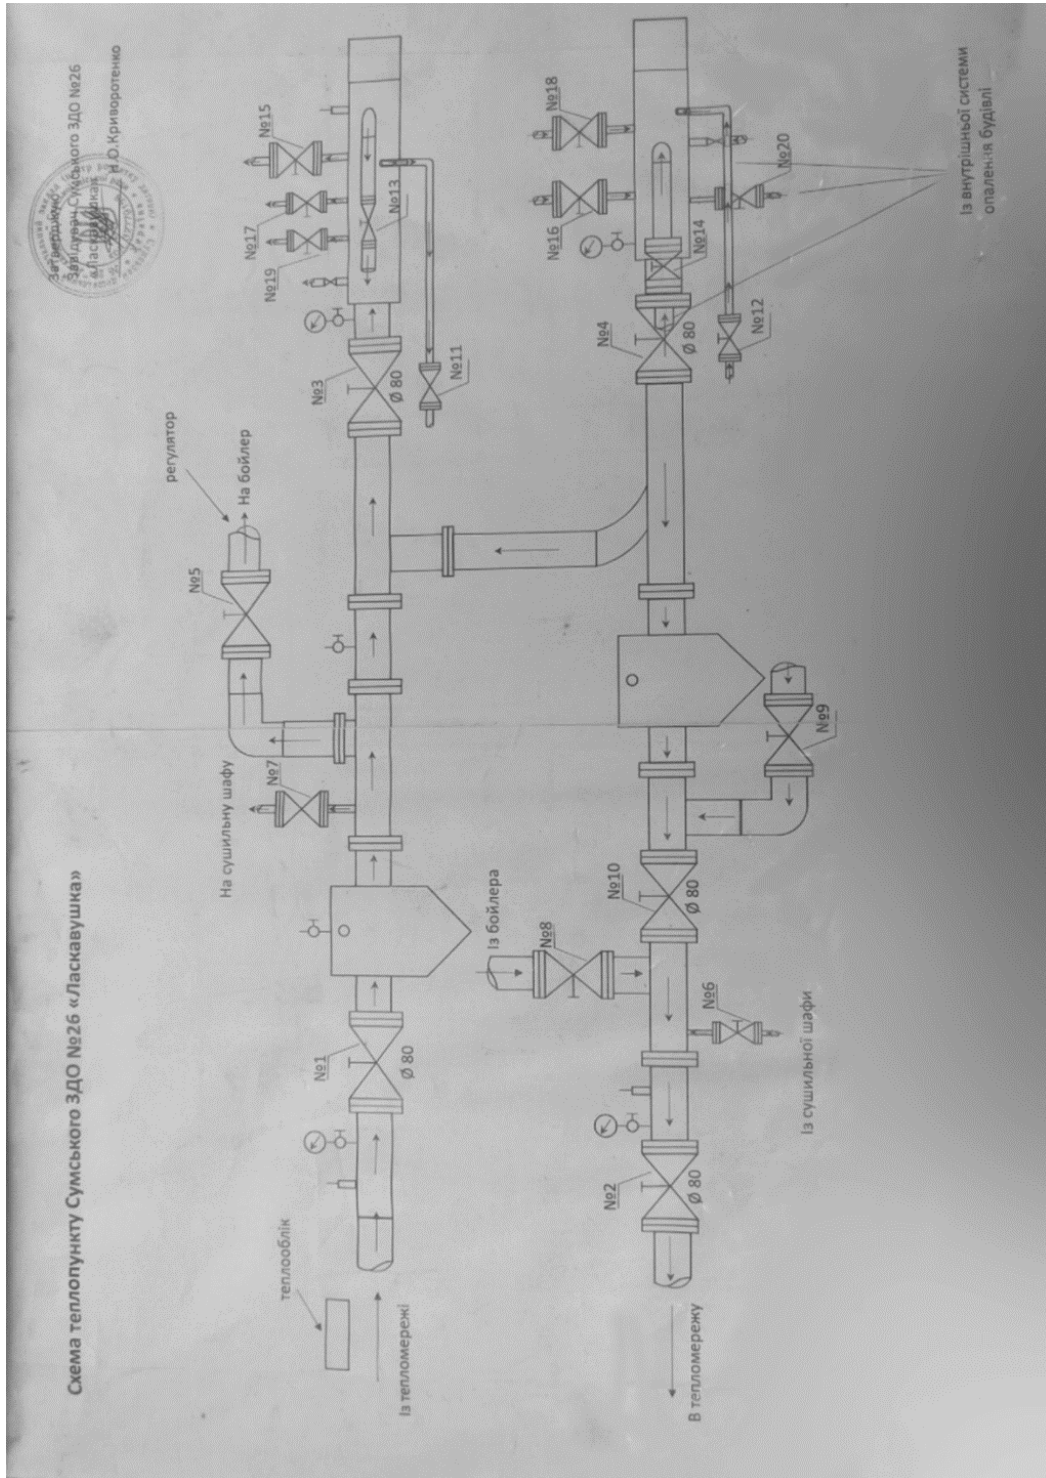 Схема теплопункту Сумського ЗДО №26 «Ласкавушка»
Затверджено
Завідувач Сумського ЗДО №26
«Ласкавушка»
Н.О.Криворотенко
теплооблік
Із тепломережі
№1
Ø 80
На сушильну шафу
№7
№5
регулятор
На бойлер
№3
Ø 80
№19
№17
№15
№13
№11
В тепломережу
№2
Ø 80
Із сушильної шафи
№6
Із бойлера
№8
№10
Ø 80
№9
№4
Ø 80
№16
№18
№14
№12
№20
Із внутрішньої системи
опалення будівлі